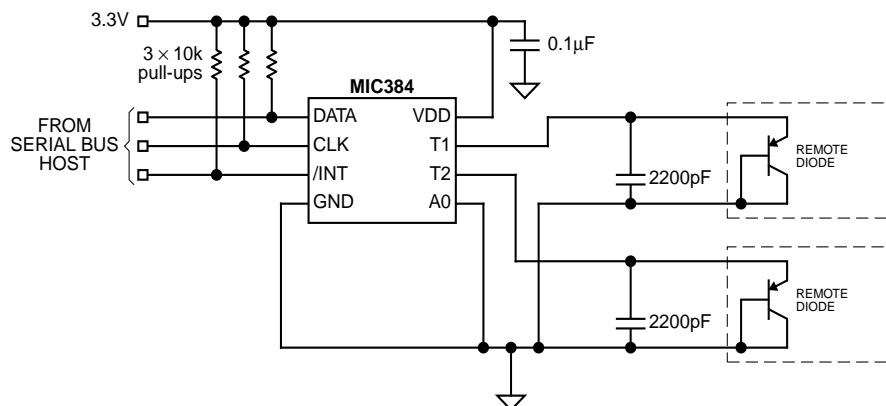 3.3V
3 × 10k
pull-ups
0.1µF
MIC384
FROM
SERIAL BUS
HOST
DATA
CLK
/INT
GND
VDD
T1
T2
A0
2200pF
REMOTE
DIODE
2200pF
REMOTE
DIODE